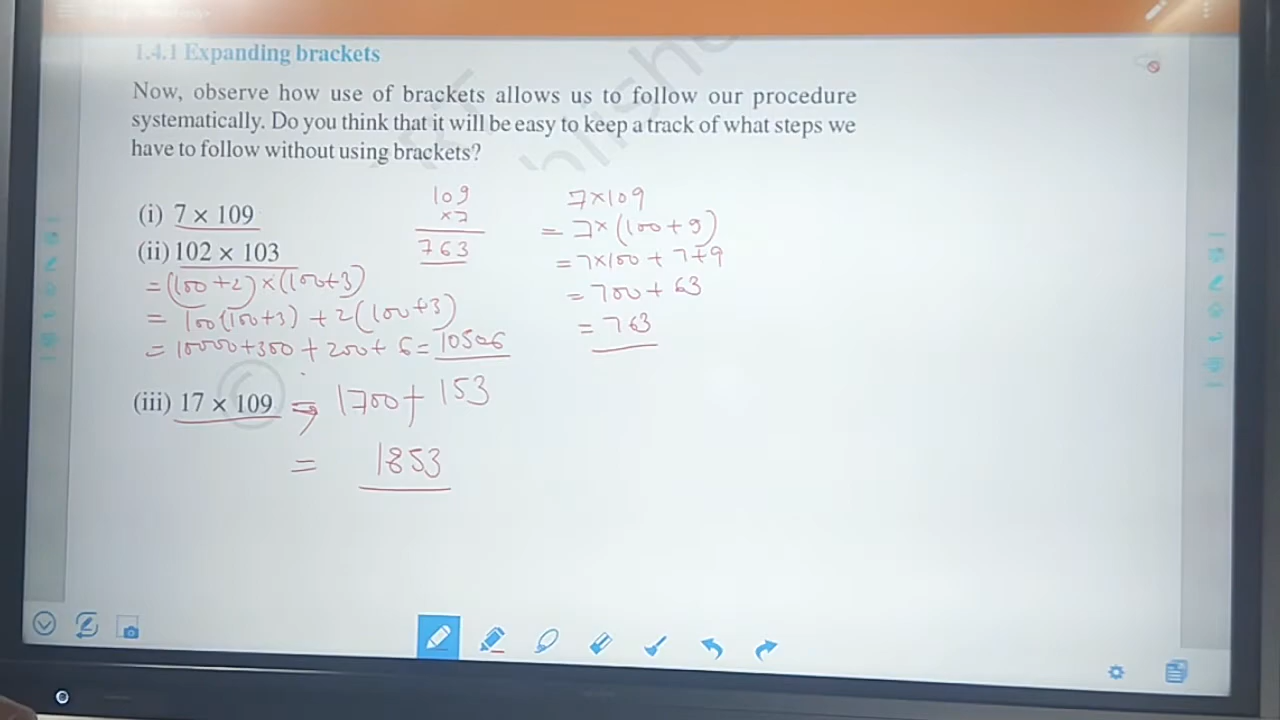 1.4.1 Expanding brackets
Now, observe how use of brackets allows us to follow our procedure
systematically. Do you think that it will be easy to keep a track of what steps we
have to follow without using brackets?
(i) 7 × 109
(ii) 102 × 103
= (100+2) × (100+3)
= 100(100+3) + 2(100+3)
= 10000+300 + 200+ 6 = 10506
(iii) 17 × 109 ⇒ 1700 + 153
= 1853
109
×7
763
7×109
= 7×(100+9)
= 7×100 + 7+9
= 700 + 63
= 763